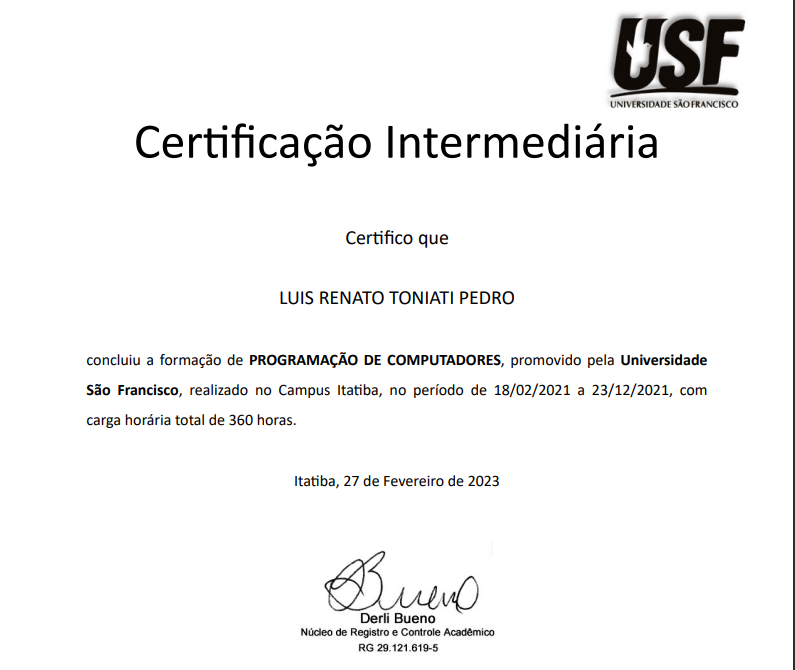 USF
UNIVERSIDADE SÃO FRANCISCO
Certificação Intermediária
Certifico que
LUIS RENATO TONIATI PEDRO
concluiu a formação de PROGRAMAÇÃO DE COMPUTADORES, promovido pela Universidade
São Francisco, realizado no Campus Itatiba, no período de 18/02/2021 a 23/12/2021, com
carga horária total de 360 horas.
Itatiba, 27 de Fevereiro de 2023
Bueno
Derli Bueno
Núcleo de Registro e Controle Acadêmico
RG 29.121.619-5